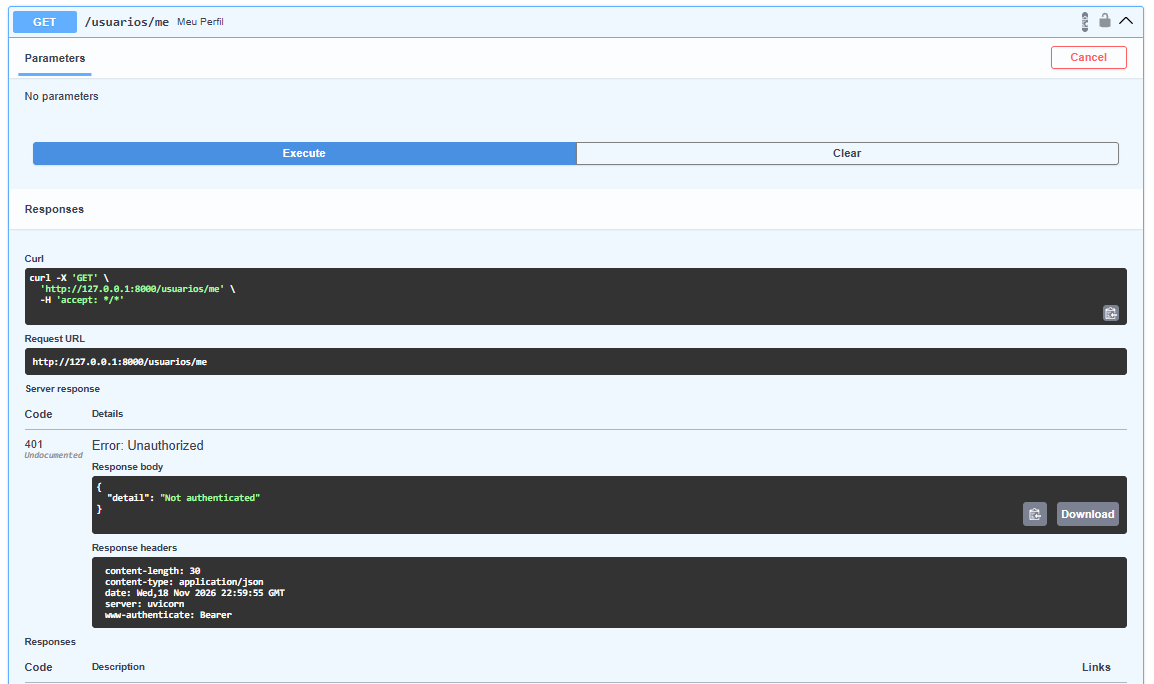 GET /usuarios/me Meu Perfil
Parameters
Cancel
No parameters
Execute
Clear
Responses
Curl
curl -X 'GET' \
'http://127.0.0.1:8000/usuarios/me' \
-H 'accept: */*'
Request URL
http://127.0.0.1:8000/usuarios/me
Server response
Code Details
401 Error: Unauthorized
Undocumented
Response body
{
"detail": "Not authenticated"
}
Download
Response headers
content-length: 30
content-type: application/json
date: Wed,18 Nov 2026 22:59:55 GMT
server: uvicorn
www-authenticate: Bearer
Responses
Code Description Links